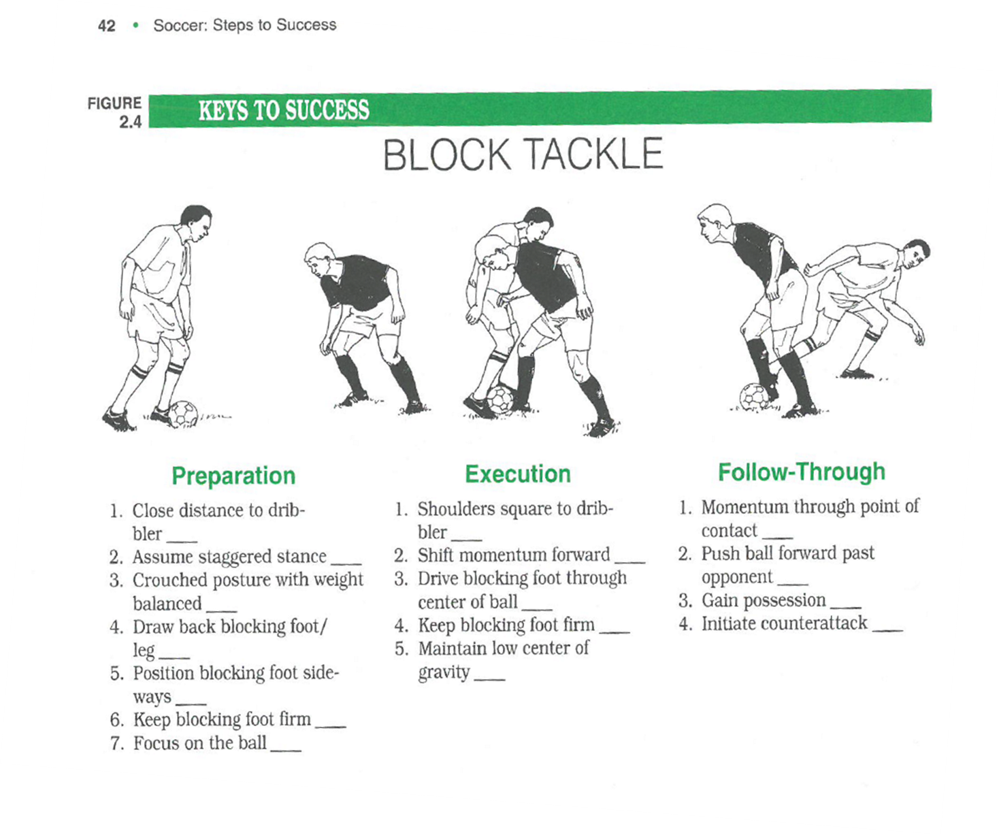 42 • Soccer: Steps to Success
FIGURE
2.4
KEYS TO SUCCESS
BLOCK TACKLE
Preparation
1. Close distance to drib-
bler ___
2. Assume staggered stance ___
3. Crouched posture with weight
balanced ___
4. Draw back blocking foot/
leg ___
5. Position blocking foot side-
ways ___
6. Keep blocking foot firm ___
7. Focus on the ball ___
Execution
1. Shoulders square to drib-
bler ___
2. Shift momentum forward ___
3. Drive blocking foot through
center of ball ___
4. Keep blocking foot firm ___
5. Maintain low center of
gravity ___
Follow-Through
1. Momentum through point of
contact ___
2. Push ball forward past
opponent ___
3. Gain possession ___
4. Initiate counterattack ___